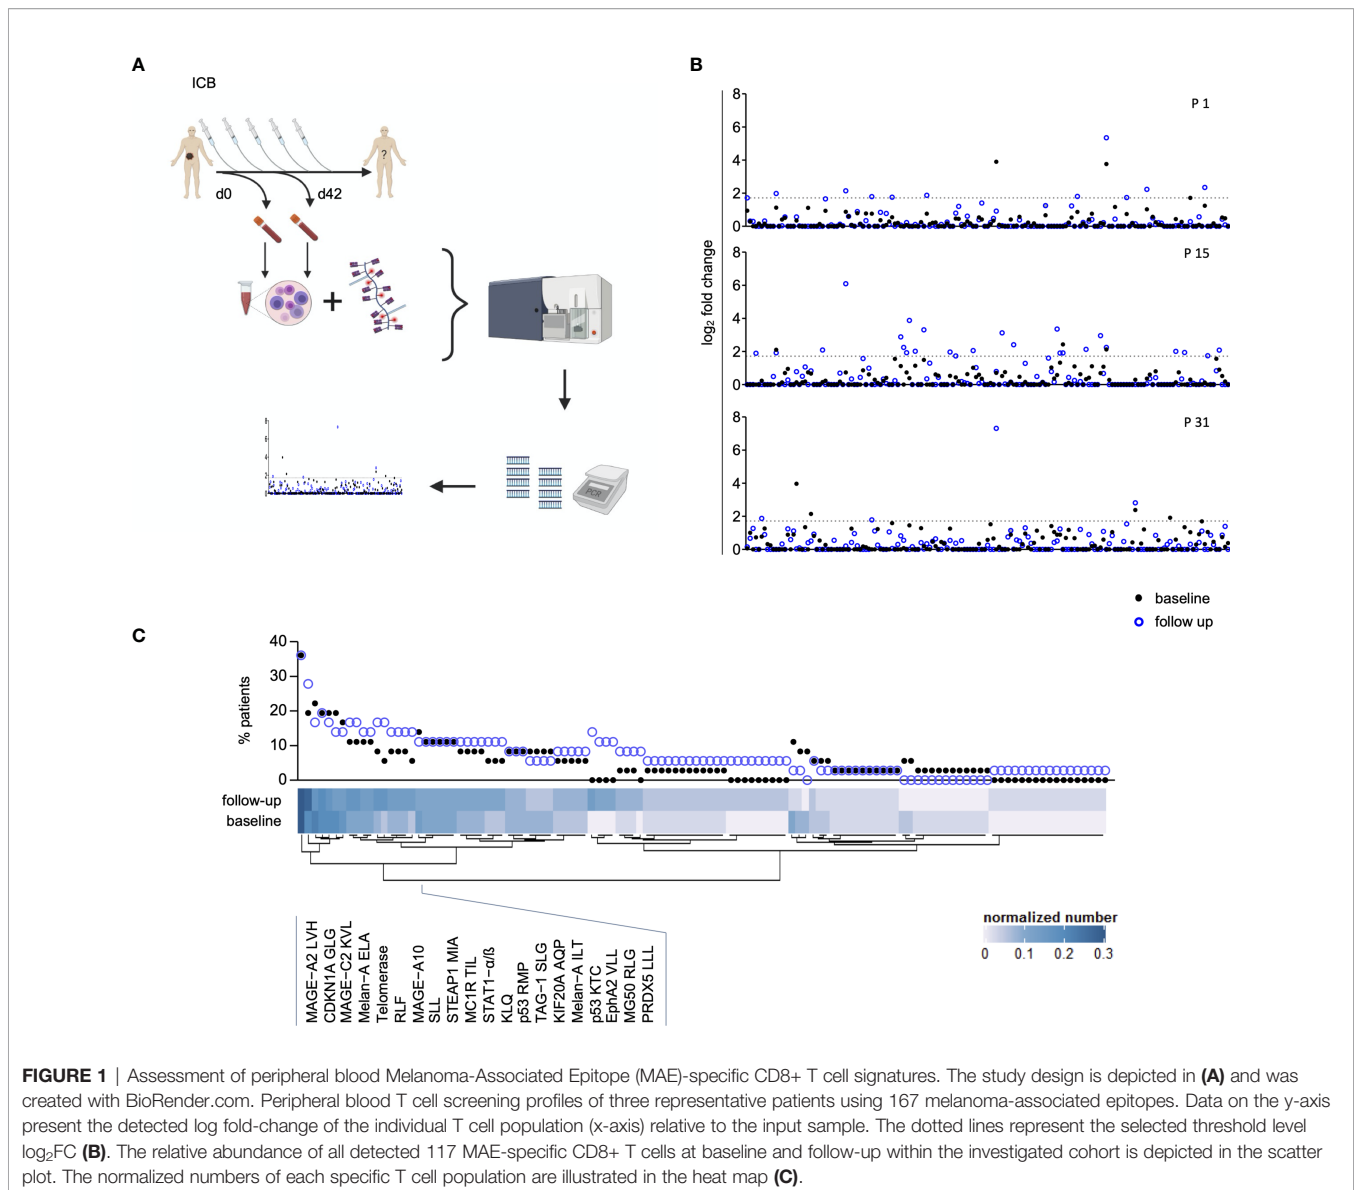 A
ICB
?
d0
d42
+
PCR
B
log2 fold change
8
6
4
2
0
P 1
8
6
4
2
0
P 15
8
6
4
2
0
P 31
baseline
follow up
C
% patients
40
30
20
10
0
follow-up
baseline
MAGE−A2 LVH
CDKN1A GLG
MAGE−C2 KVL
Melan−A ELA
Telomerase
RLF
MAGE−A10
SLL
STEAP1 MIA
MC1R TIL
STAT1−α/ß
KLQ
p53 RMP
TAG−1 SLG
KIF20A AQP
Melan−A ILT
p53 KTC
EphA2 VLL
MG50 RLG
PRDX5 LLL
normalized number
0 0.1 0.2 0.3
FIGURE 1 | Assessment of peripheral blood Melanoma-Associated Epitope (MAE)-specific CD8+ T cell signatures. The study design is depicted in (A) and was
created with BioRender.com. Peripheral blood T cell screening profiles of three representative patients using 167 melanoma-associated epitopes. Data on the y-axis
present the detected log fold-change of the individual T cell population (x-axis) relative to the input sample. The dotted lines represent the selected threshold level
log2FC (B). The relative abundance of all detected 117 MAE-specific CD8+ T cells at baseline and follow-up within the investigated cohort is depicted in the scatter
plot. The normalized numbers of each specific T cell population are illustrated in the heat map (C).